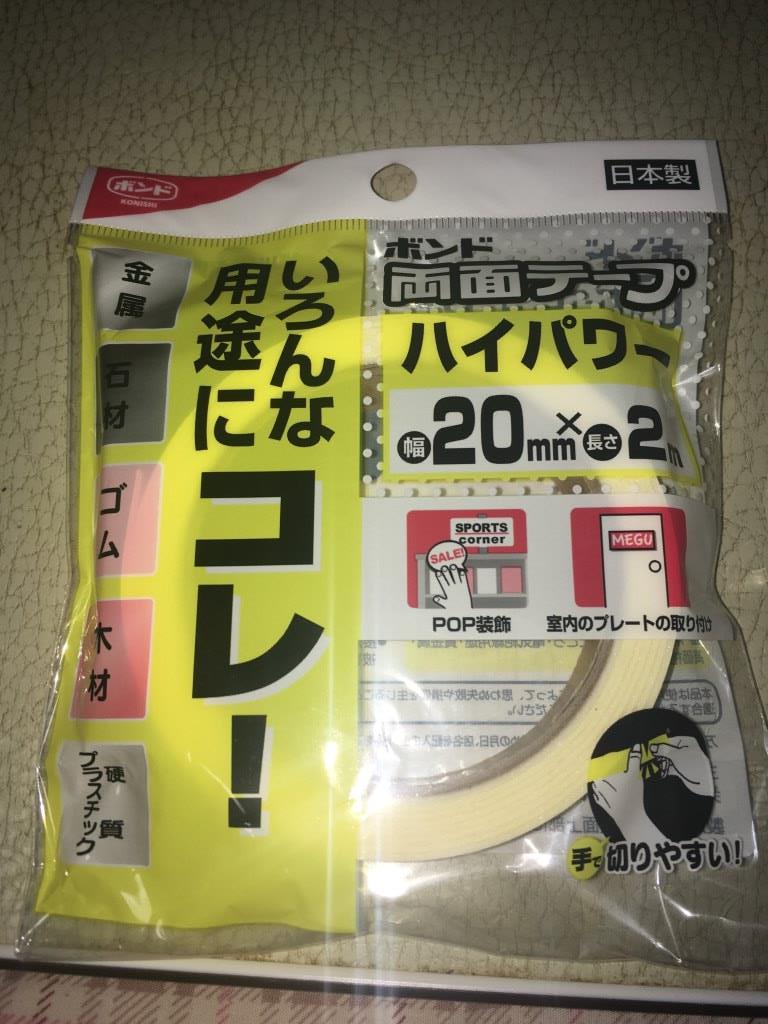 ボンド
KONISHI
日本製
金属
石材
ゴム
木材
硬質
プラスチック
いろんな
用途に
コレ！
ボンド
両面テープ
ハイパワー
幅20mm×長さ2m
SPORTS
corner
SALE!
MEGU
POP装飾
室内のプレートの取り付け
手で切りやすい！